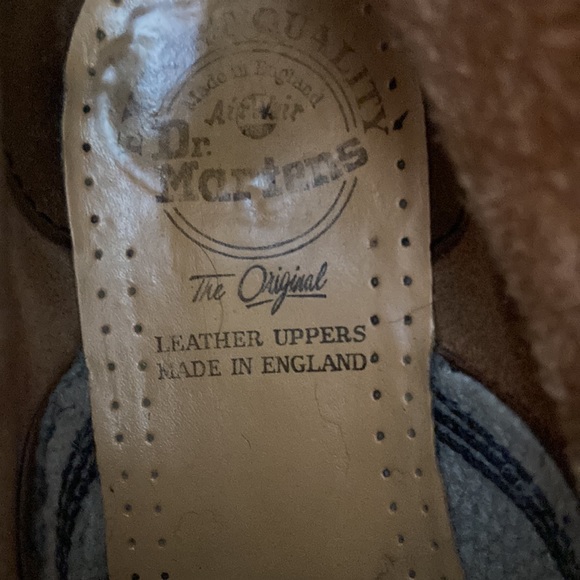 QUALITY
Made in England
AirWair
Dr.
Martens
The Original
LEATHER UPPERS
MADE IN ENGLAND